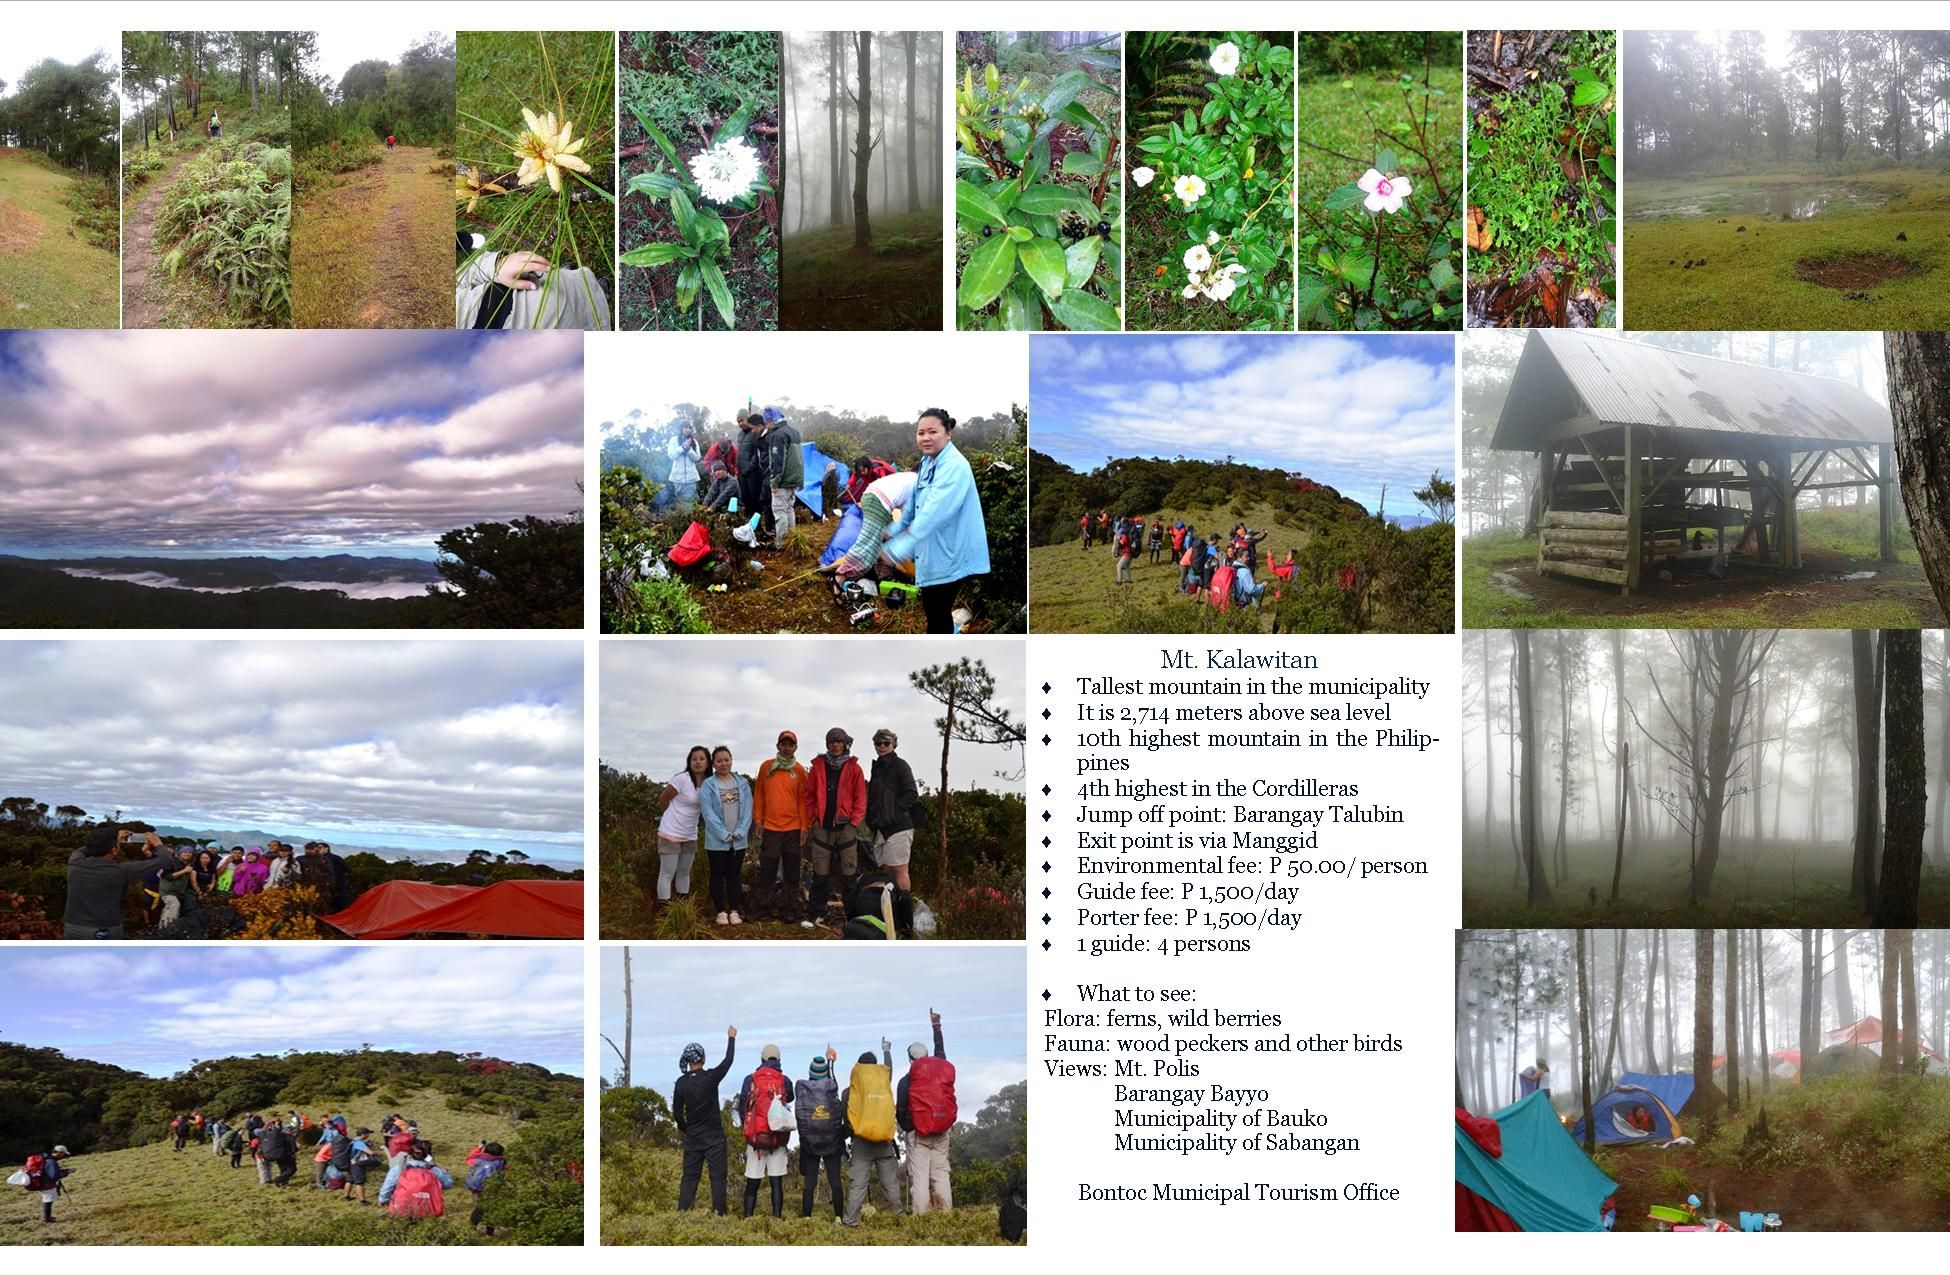 Mt. Kalawitan
♦ Tallest mountain in the municipality
♦ It is 2,714 meters above sea level
♦ 10th highest mountain in the Philip-
pines
♦ 4th highest in the Cordilleras
♦ Jump off point: Barangay Talubin
♦ Exit point is via Manggid
♦ Environmental fee: P 50.00/ person
♦ Guide fee: P 1,500/day
♦ Porter fee: P 1,500/day
♦ 1 guide: 4 persons
♦ What to see:
Flora: ferns, wild berries
Fauna: wood peckers and other birds
Views: Mt. Polis
Barangay Bayyo
Municipality of Bauko
Municipality of Sabangan
Bontoc Municipal Tourism Office